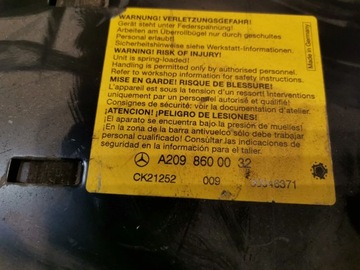 WARNUNG! VERLETZUNGSGEFAHR!
Gerät steht unter Federspannung!
Arbeiten am Überrollbügel nur durch geschultes
Personal erlaubt!
Sicherheitshinweise siehe Werkstatt-Informationen.
WARNING! RISK OF INJURY!
Unit is spring-loaded!
Handling is permitted only by authorised personnel.
Refer to workshop information for safety instructions.
MISE EN GARDE! RISQUE DE BLESSURE!
L'appareil est sous la tension d'un ressort! Interventions
uniquement par un personnel autorisé et qualifié!
Consignes de sécurité: voir la documentation d'atelier.
¡ATENCION! ¡PELIGRO DE LESIONES!
¡El aparato se encuentra bajo la presión de muelles!
¡En la zona de la barra antivuelco sólo debe trabajar
personal cualificado! Consultar las indicaciones de
seguridad en la información para el taller.
A209 860 00 32
CK21252 009
Made in Germany